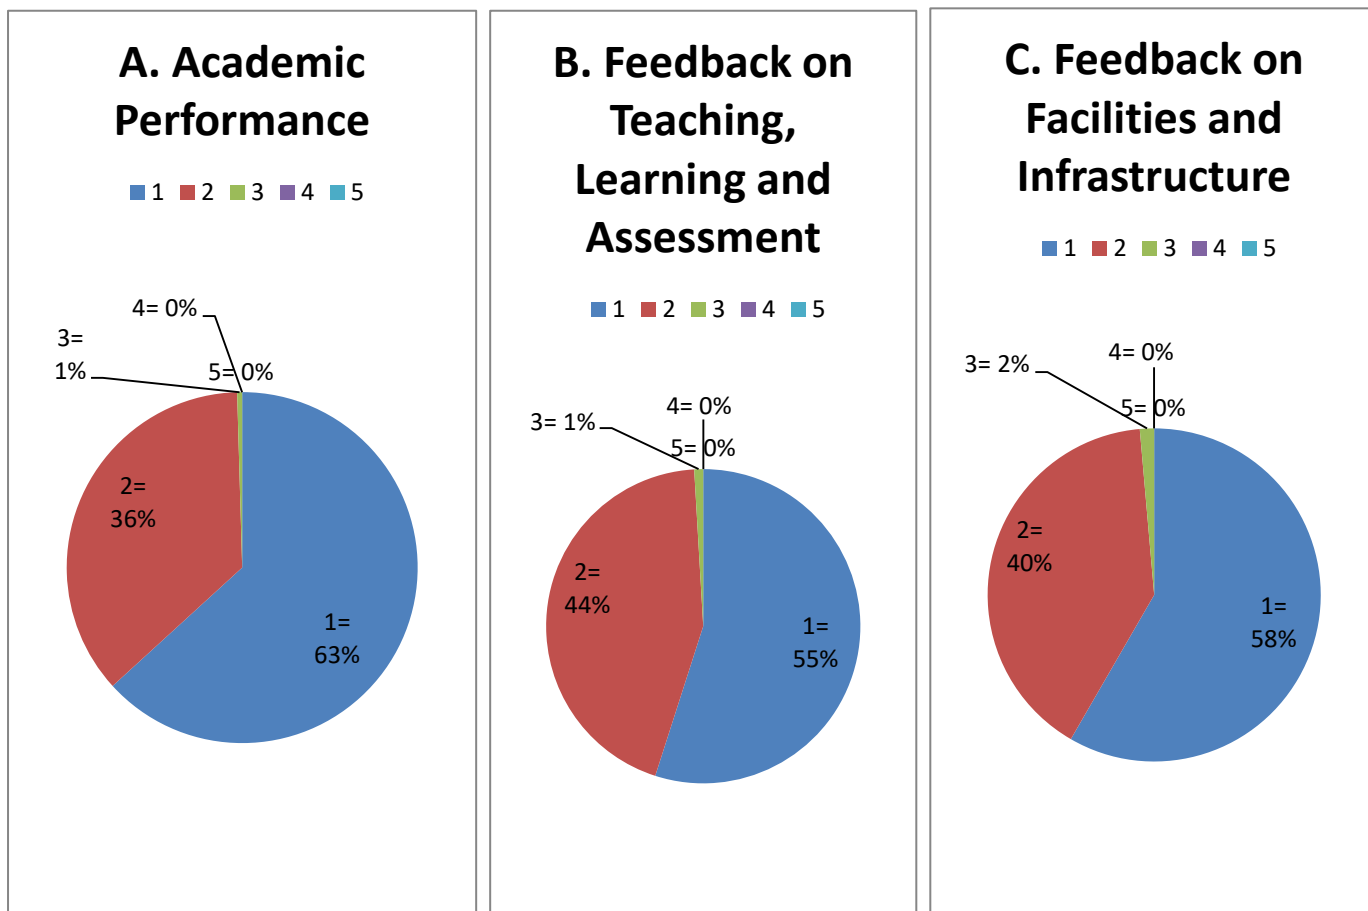 A. Academic
Performance
1 2 3 4 5
4= 0%
3=
1%
5= 0%
2=
36%
1=
63%
B. Feedback on
Teaching,
Learning and
Assessment
1 2 3 4 5
4= 0%
3= 1%
5= 0%
2=
44%
1=
55%
C. Feedback on
Facilities and
Infrastructure
1 2 3 4 5
4= 0%
3= 2%
5= 0%
2=
40%
1=
58%